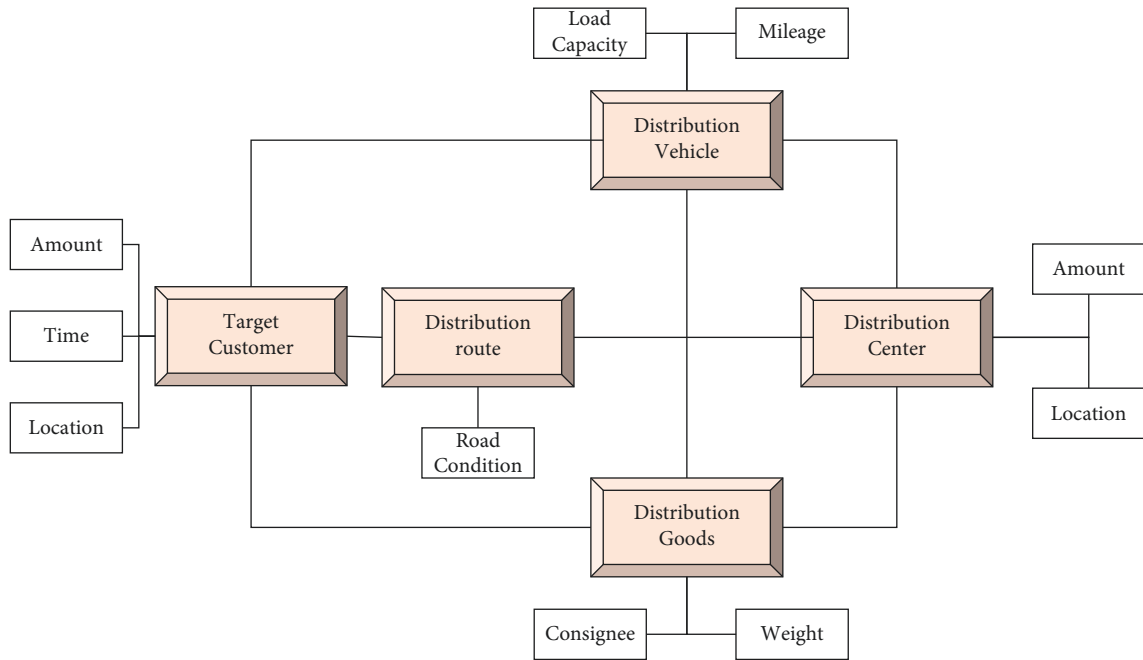 Load
Capacity
Mileage
Distribution
Vehicle
Amount
Amount
Target
Customer
Distribution
route
Distribution
Center
Time
Location
Location
Road
Condition
Distribution
Goods
Consignee
Weight